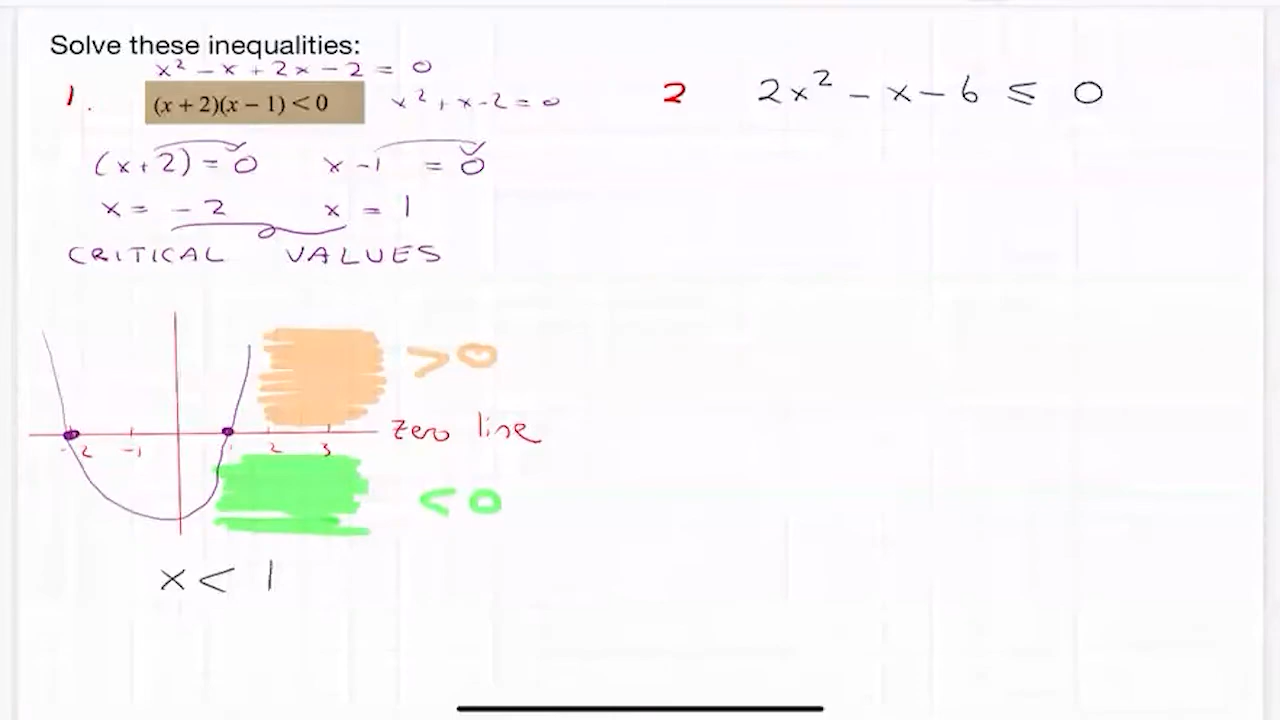 Solve these inequalities:
x² - x + 2x - 2 = 0
1.
(x + 2)(x − 1) < 0
x² + x - 2 = 0
(x + 2) = 0
x - 1 = 0
x = - 2
x = 1
CRITICAL VALUES
> 0
zero line
-2 -1 1 2 3
< 0
x < 1
2
2x² - x - 6 ≤ 0